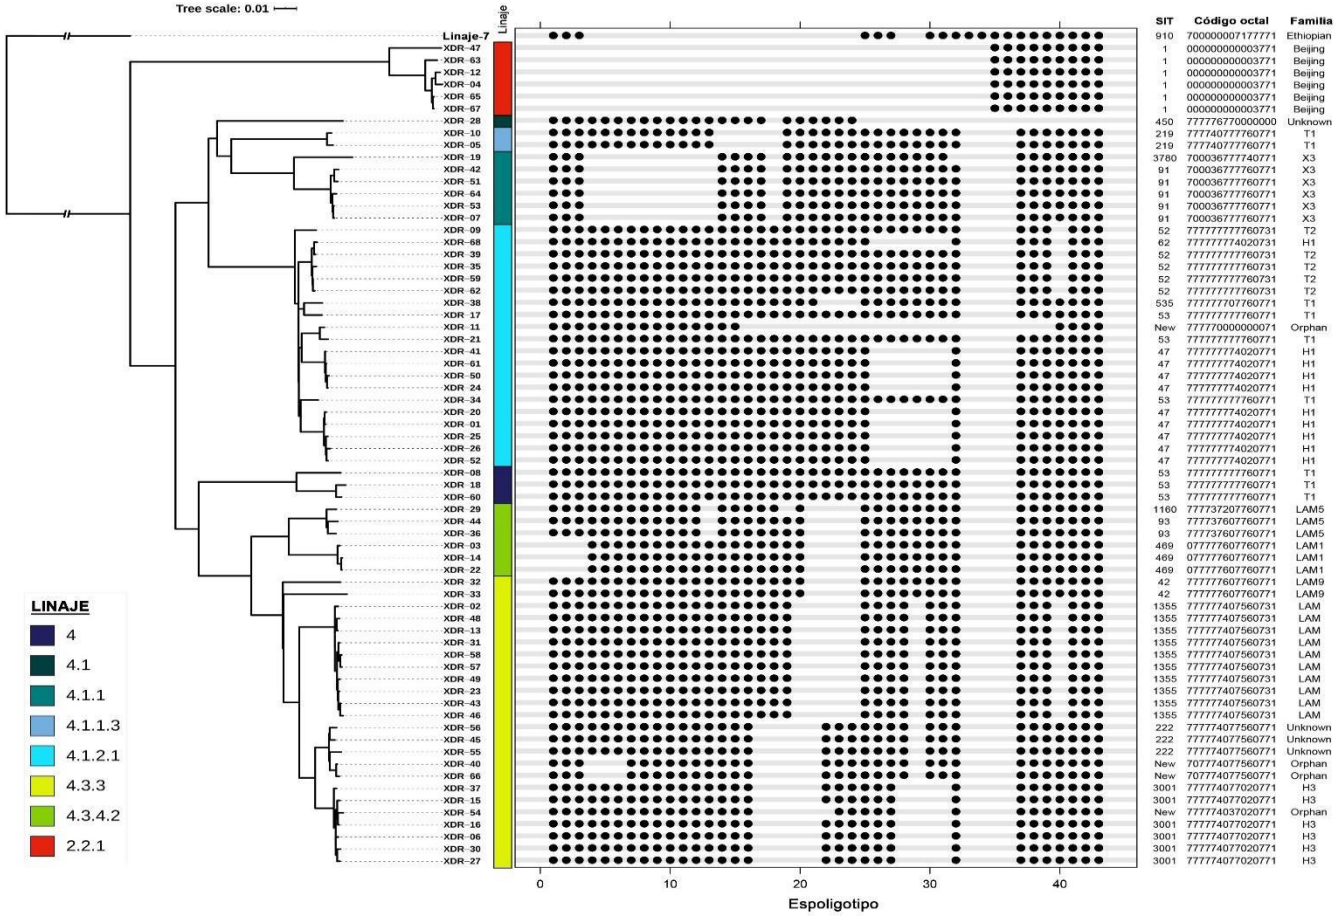 Tree scale: 0.01
Linaje
SIT Código octal Familia
Linaje-7 910 700000007177771 Ethiopian
XDR-47 1 000000000003771 Beijing
XDR-63 1 000000000003771 Beijing
XDR-12 1 000000000003771 Beijing
XDR-04 1 000000000003771 Beijing
XDR-65 1 000000000003771 Beijing
XDR-67 1 000000000003771 Beijing
XDR-28 450 777776770000000 Unknown
XDR-10 219 777740777760771 T1
XDR-05 219 777740777760771 T1
XDR-19 3780 700036777740771 X3
XDR-42 91 700036777760771 X3
XDR-51 91 700036777760771 X3
XDR-64 91 700036777760771 X3
XDR-53 91 700036777760771 X3
XDR-07 91 700036777760771 X3
XDR-09 52 777777777760731 T2
XDR-68 62 777777774020731 H1
XDR-39 52 777777777760731 T2
XDR-35 52 777777777760731 T2
XDR-59 52 777777777760731 T2
XDR-62 52 777777777760731 T2
XDR-38 535 777777707760771 T1
XDR-17 53 777777777760771 T1
XDR-11 New 777770000000071 Orphan
XDR-21 53 777777777760771 T1
XDR-41 47 777777774020771 H1
XDR-61 47 777777774020771 H1
XDR-50 47 777777774020771 H1
XDR-24 47 777777774020771 H1
XDR-34 53 777777777760771 T1
XDR-20 47 777777774020771 H1
XDR-01 47 777777774020771 H1
XDR-25 47 777777774020771 H1
XDR-26 47 777777774020771 H1
XDR-52 47 777777774020771 H1
XDR-08 53 777777777760771 T1
XDR-18 53 777777777760771 T1
XDR-60 53 777777777760771 T1
XDR-29 1160 777737207760771 LAM5
XDR-44 93 777737607760771 LAM5
XDR-36 93 777737607760771 LAM5
XDR-03 469 077777607760771 LAM1
XDR-14 469 077777607760771 LAM1
XDR-22 469 077777607760771 LAM1
XDR-32 42 777777607760771 LAM9
XDR-33 42 777777607760771 LAM9
XDR-02 1355 777777407560731 LAM
XDR-48 1355 777777407560731 LAM
XDR-13 1355 777777407560731 LAM
XDR-31 1355 777777407560731 LAM
XDR-58 1355 777777407560731 LAM
XDR-57 1355 777777407560731 LAM
XDR-49 1355 777777407560731 LAM
XDR-23 1355 777777407560731 LAM
XDR-43 1355 777777407560731 LAM
XDR-46 1355 777777407560731 LAM
XDR-56 222 777774077560771 Unknown
XDR-45 222 777774077560771 Unknown
XDR-55 222 777774077560771 Unknown
XDR-40 New 707774077560771 Orphan
XDR-66 New 707774077560771 Orphan
XDR-37 3001 777774077020771 H3
XDR-15 3001 777774077020771 H3
XDR-54 New 777774037020771 Orphan
XDR-16 3001 777774077020771 H3
XDR-06 3001 777774077020771 H3
XDR-30 3001 777774077020771 H3
XDR-27 3001 777774077020771 H3
LINAJE
4
4.1
4.1.1
4.1.1.3
4.1.2.1
4.3.3
4.3.4.2
2.2.1
0 10 20 30 40
Espoligotipo